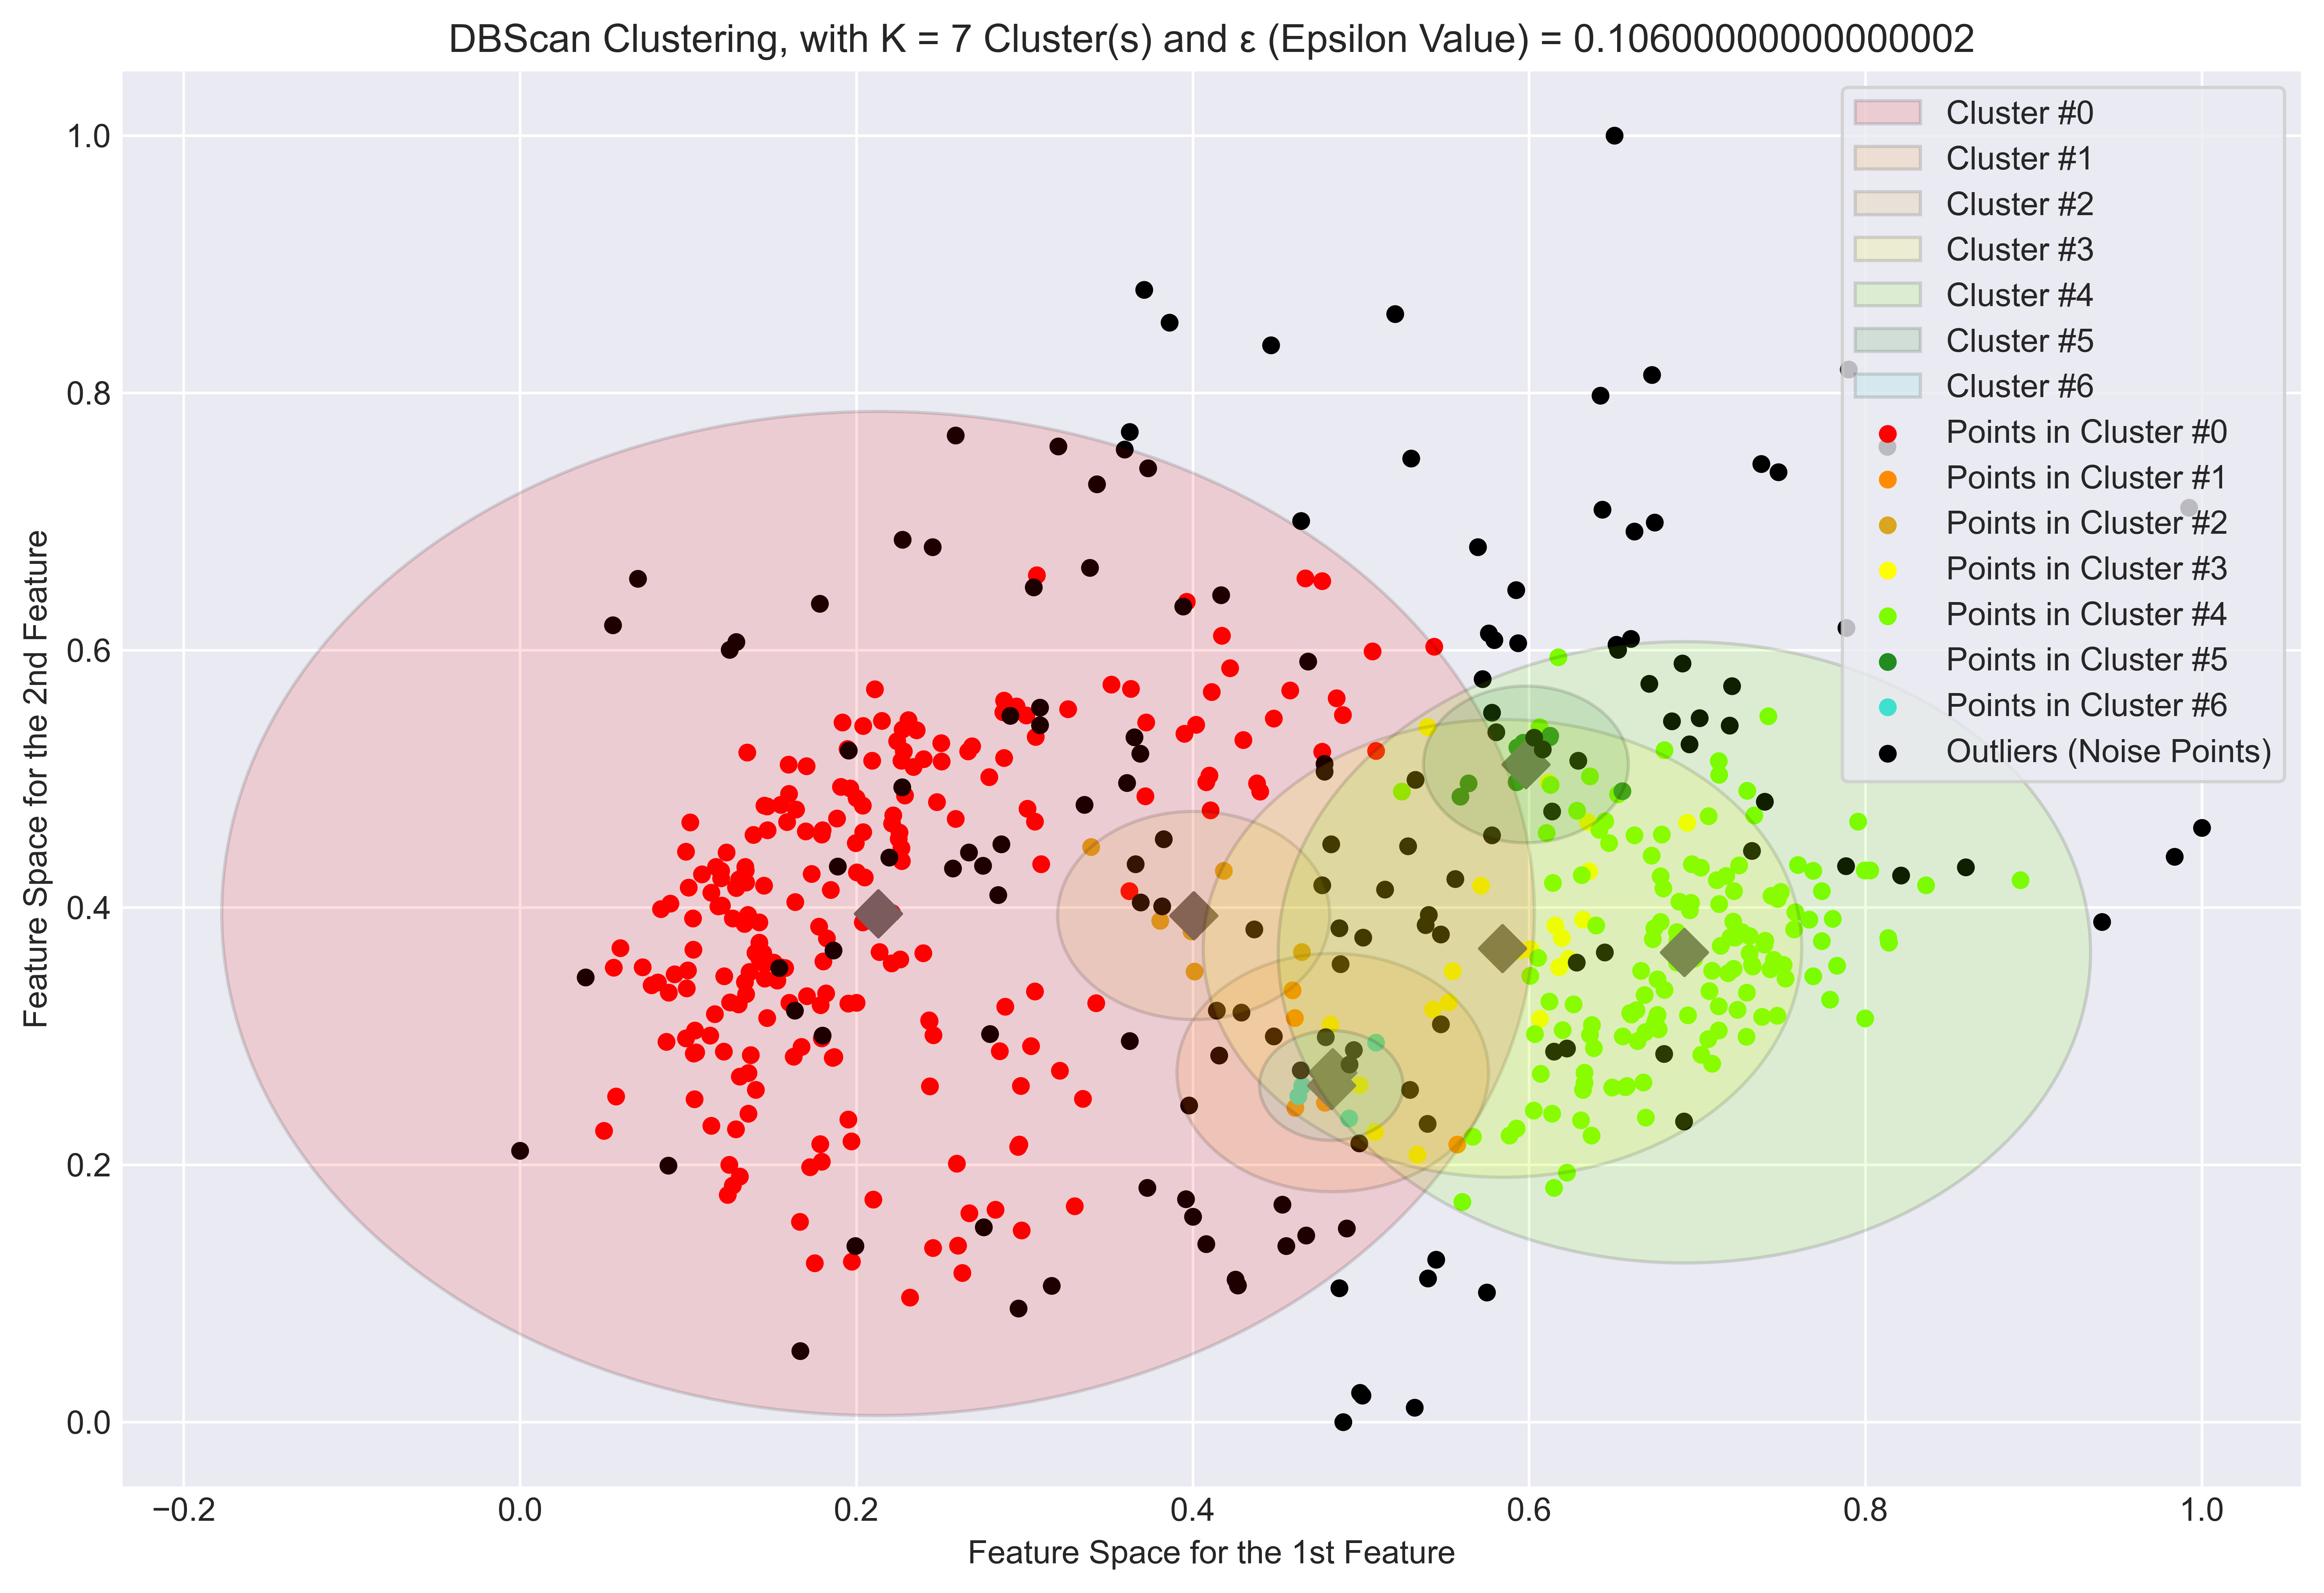 DBScan Clustering, with K = 7 Cluster(s) and ε (Epsilon Value) = 0.10600000000000002
Cluster #0
Cluster #1
Cluster #2
Cluster #3
Cluster #4
Cluster #5
Cluster #6
Points in Cluster #0
Points in Cluster #1
Points in Cluster #2
Points in Cluster #3
Points in Cluster #4
Points in Cluster #5
Points in Cluster #6
Outliers (Noise Points)
Feature Space for the 2nd Feature
1.0
0.8
0.6
0.4
0.2
0.0
−0.2
0.0
0.2
0.4
0.6
0.8
1.0
Feature Space for the 1st Feature